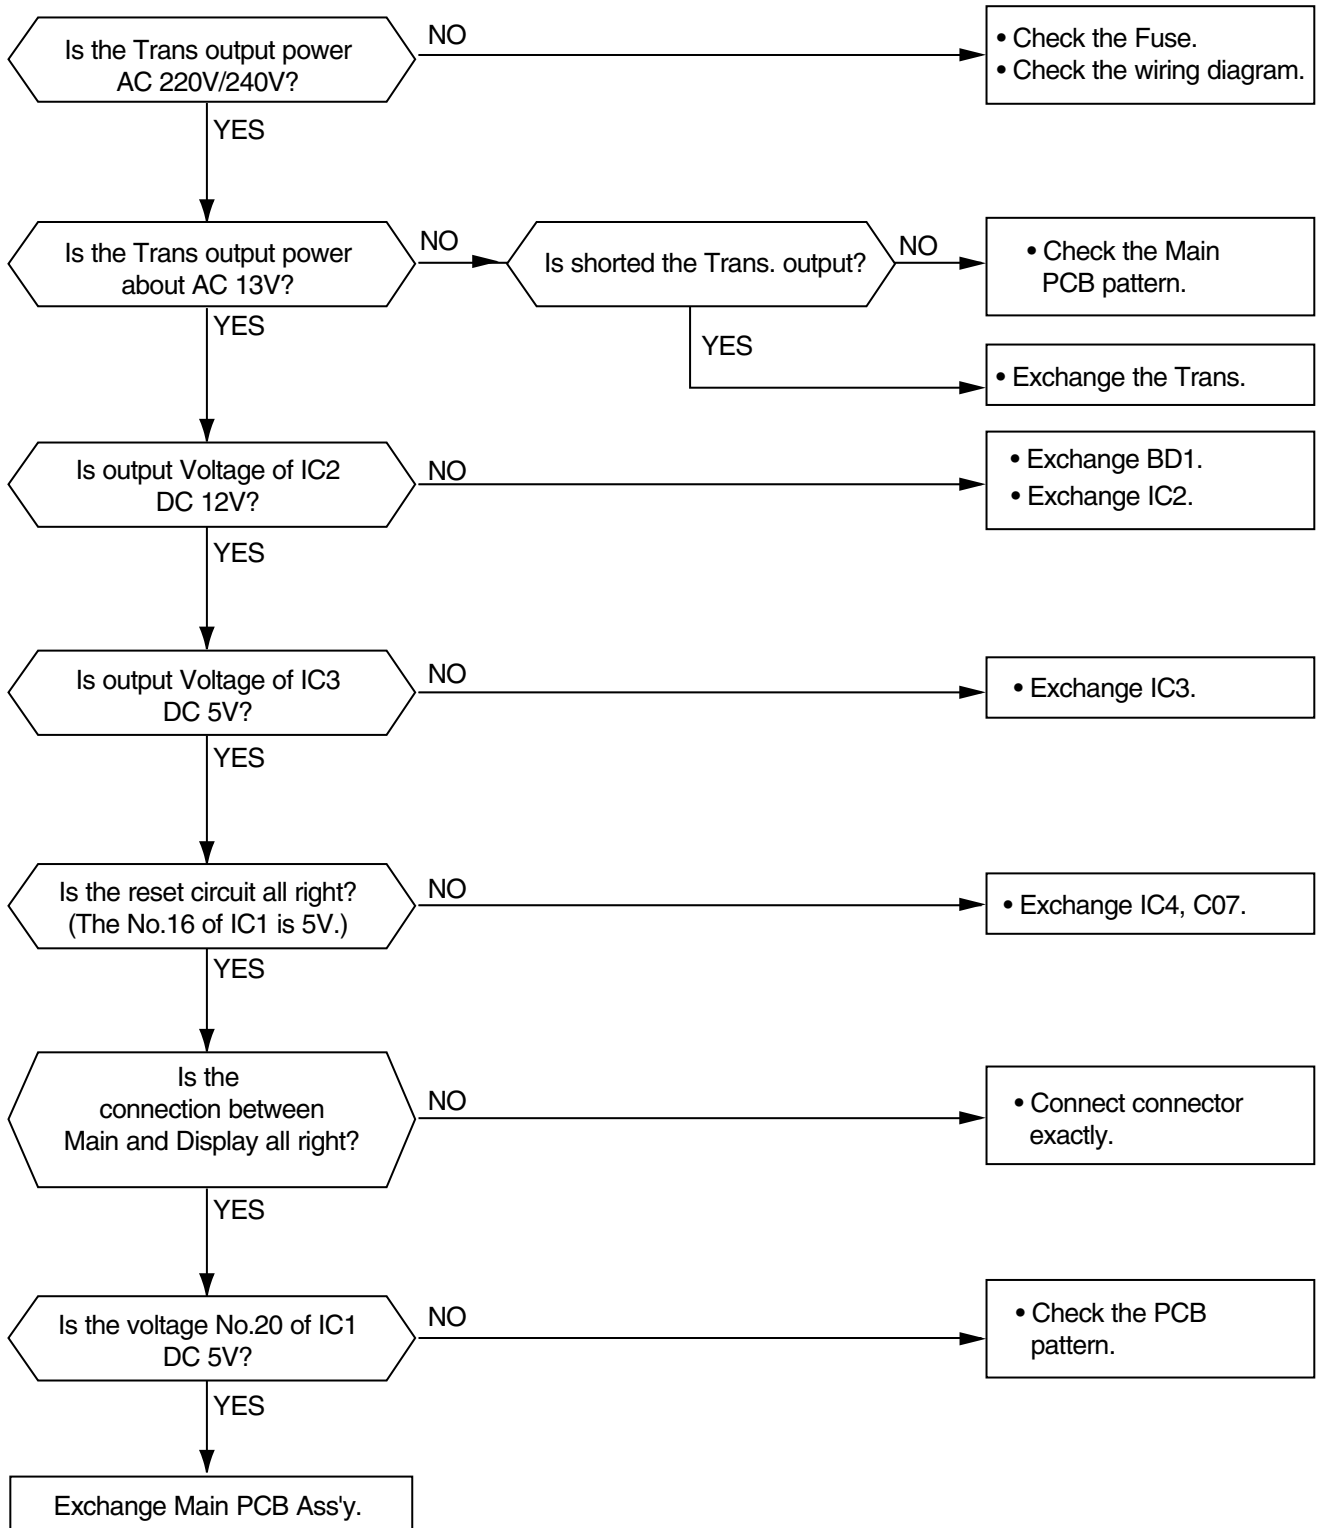 Is the Trans output power
AC 220V/240V?
NO
• Check the Fuse.
• Check the wiring diagram.
YES
Is the Trans output power
about AC 13V?
NO
Is shorted the Trans. output?
NO
• Check the Main
PCB pattern.
YES
YES
• Exchange the Trans.
Is output Voltage of IC2
DC 12V?
NO
• Exchange BD1.
• Exchange IC2.
YES
Is output Voltage of IC3
DC 5V?
NO
• Exchange IC3.
YES
Is the reset circuit all right?
(The No.16 of IC1 is 5V.)
NO
• Exchange IC4, C07.
YES
Is the
connection between
Main and Display all right?
NO
• Connect connector
exactly.
YES
Is the voltage No.20 of IC1
DC 5V?
NO
• Check the PCB
pattern.
YES
Exchange Main PCB Ass'y.